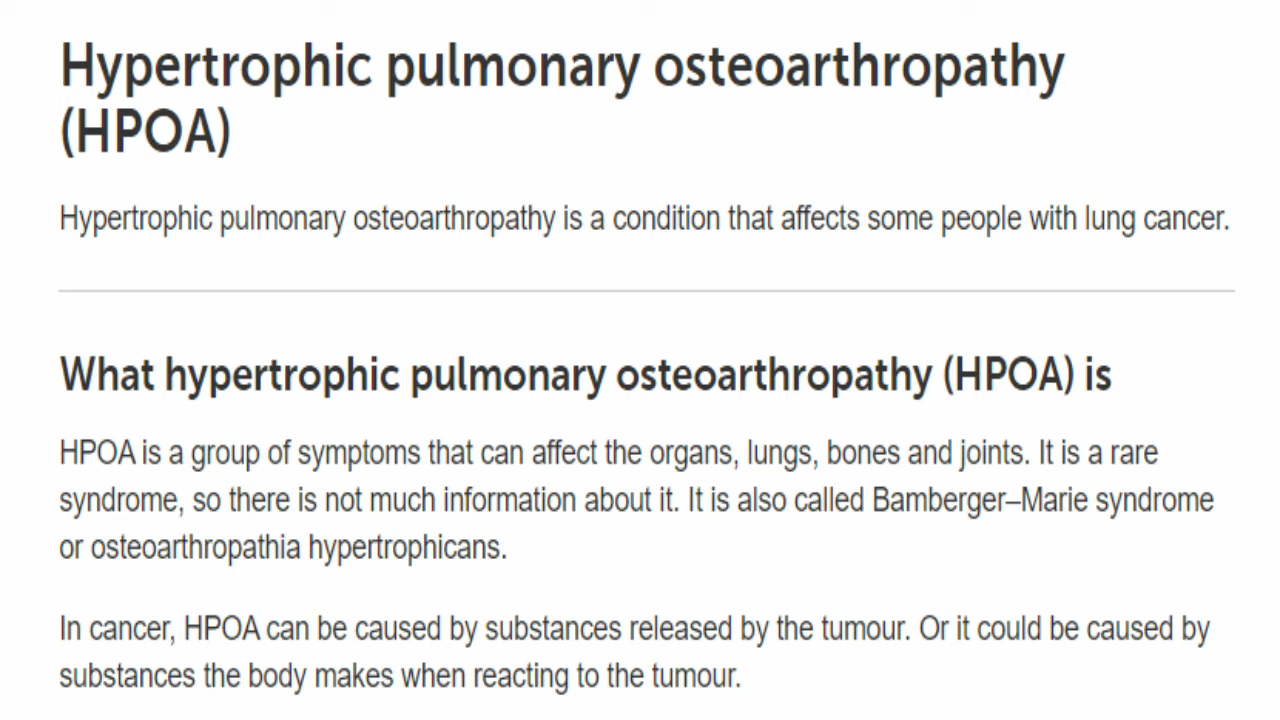 Hypertrophic pulmonary osteoarthropathy
(HPOA)
Hypertrophic pulmonary osteoarthropathy is a condition that affects some people with lung cancer.
What hypertrophic pulmonary osteoarthropathy (HPOA) is
HPOA is a group of symptoms that can affect the organs, lungs, bones and joints. It is a rare
syndrome, so there is not much information about it. It is also called Bamberger–Marie syndrome
or osteoarthropathia hypertrophicans.
In cancer, HPOA can be caused by substances released by the tumour. Or it could be caused by
substances the body makes when reacting to the tumour.